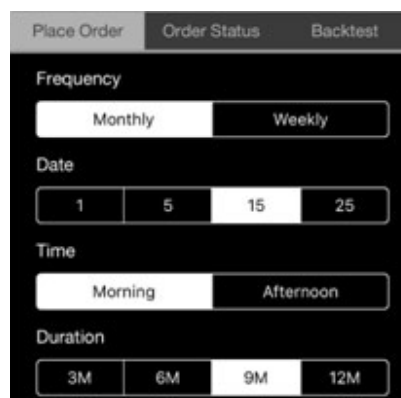 Place Order Order Status Backtest
Frequency
Monthly Weekly
Date
1 5 15 25
Time
Morning Afternoon
Duration
3M 6M 9M 12M